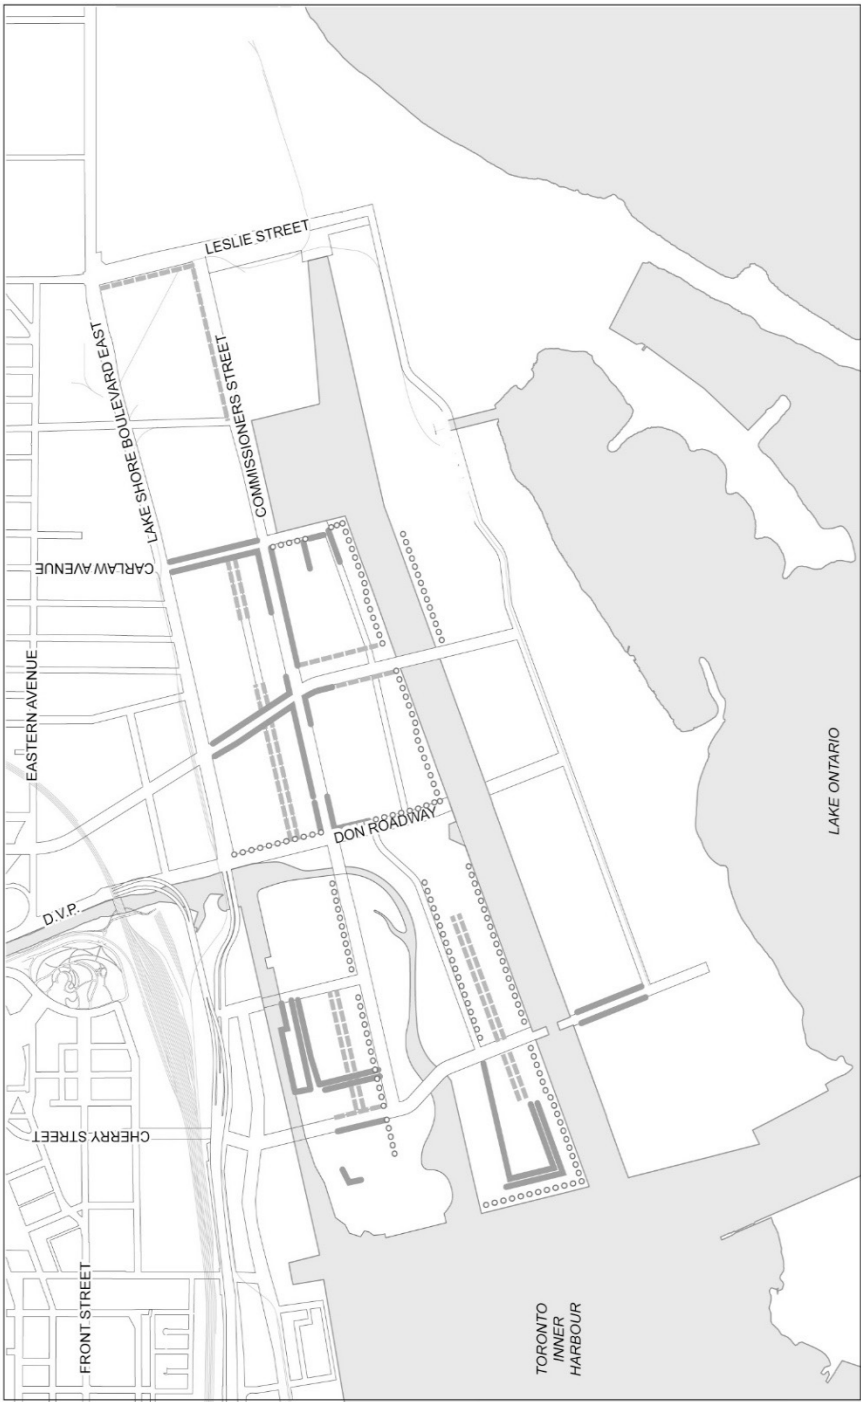 LESLIE STREET
LAKE SHORE BOULEVARD EAST
COMMISSIONERS STREET
CARLAW AVENUE
EASTERN AVENUE
DON ROADWAY
D.V.P.
LAKE ONTARIO
CHERRY STREET
FRONT STREET
TORONTO
INNER
HARBOUR